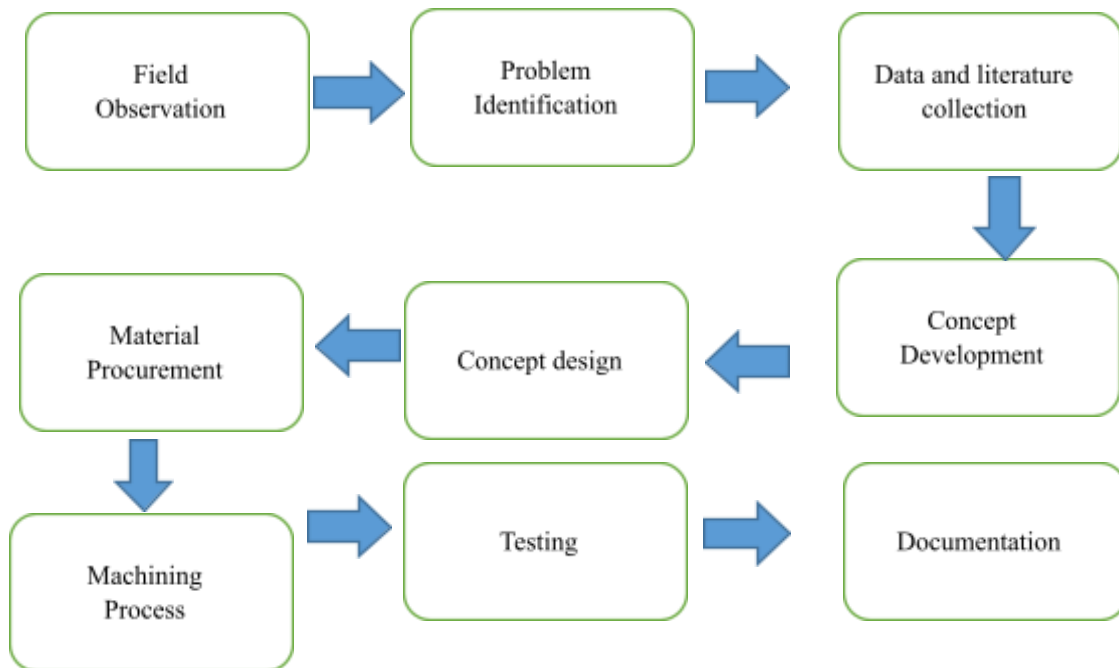 Field
Observation
Problem
Identification
Data and literature
collection
Concept
Development
Concept design
Material
Procurement
Machining
Process
Testing
Documentation